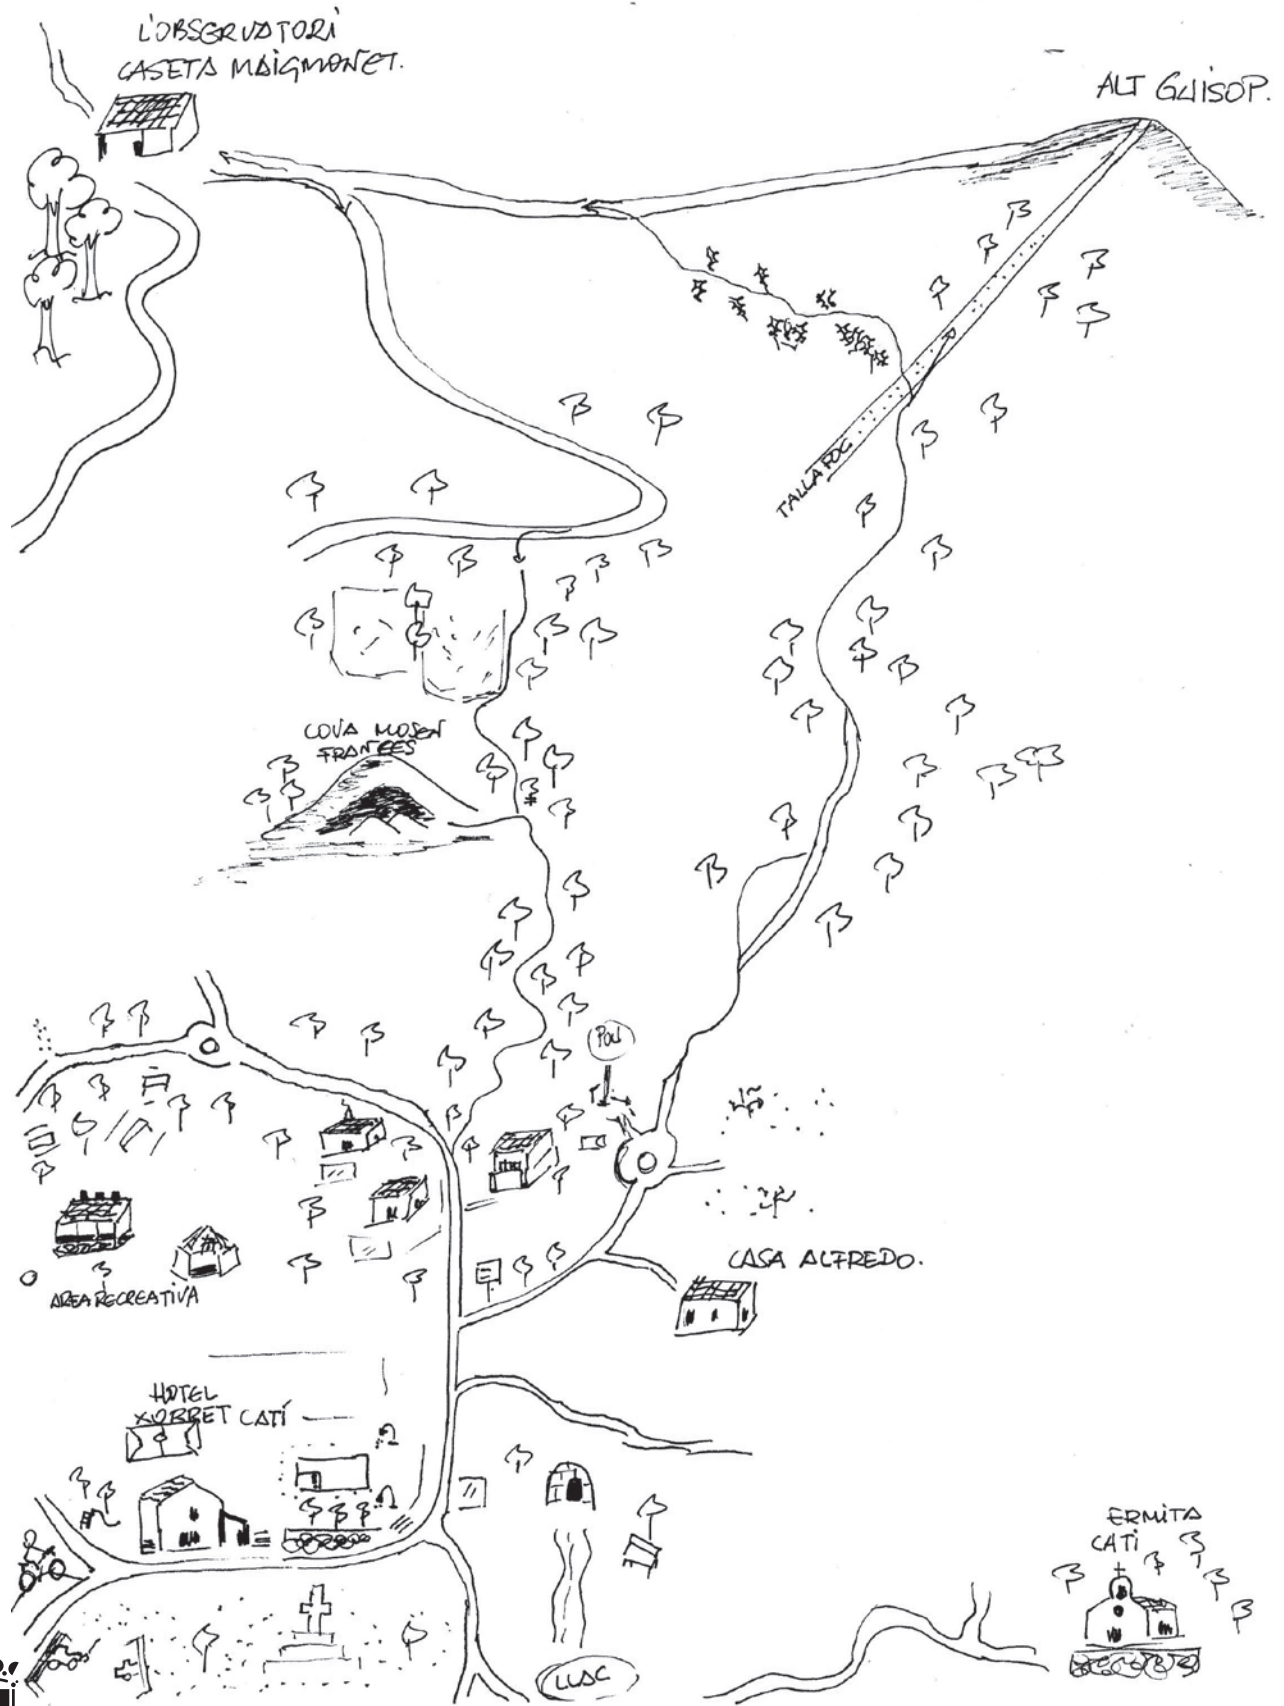 L'OBSERVATORI
CASETA MAIGMONET.
ALT GUISOP.
TALLAFOC
COVA MOSEN
FRANCES
POU
CASA ALFREDO.
AREA RECREATIVA
HOTEL
XORRET CATÍ
ERMITA
CATI
LLAC